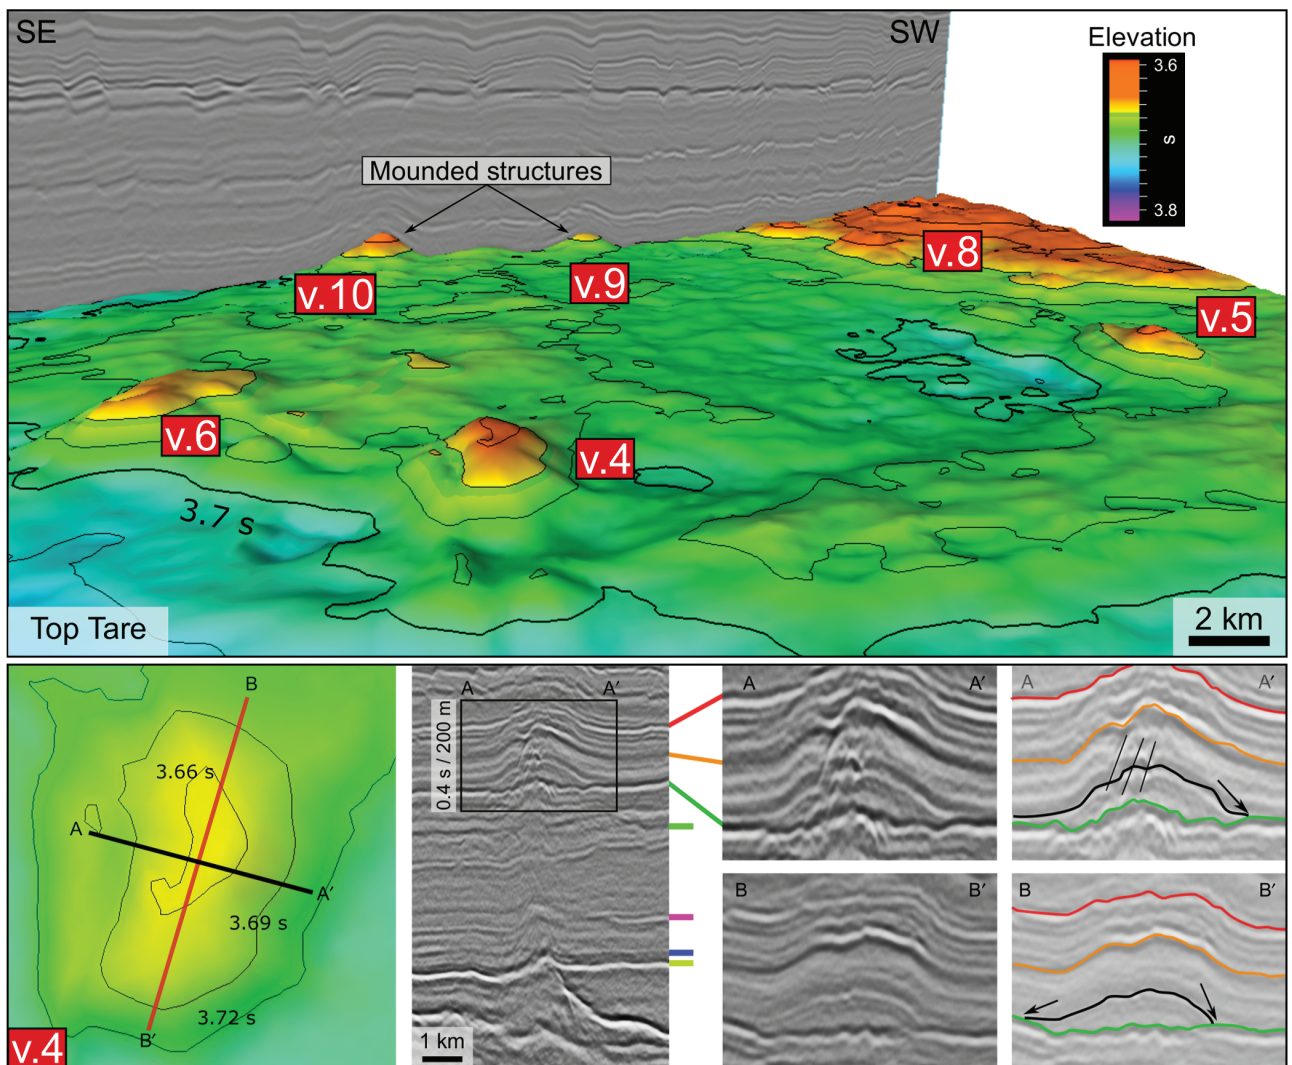 SE
SW
Elevation
3.6
s
3.8
Mounded structures
v.10
v.9
v.8
v.5
v.6
v.4
3.7 s
Top Tare
2 km
B
3.66 s
A
A′
3.69 s
3.72 s
B′
v.4
A
A′
0.4 s / 200 m
1 km
A
A′
A
A′
B
B′
B
B′